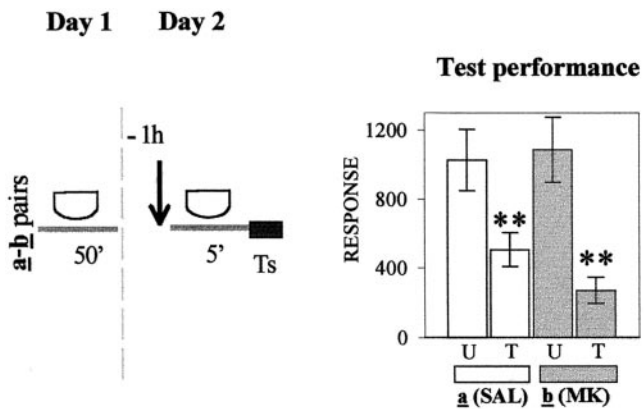 Day 1 Day 2
Test performance
- 1h
a-b pairs
50'
5'
Ts
RESPONSE
1200
800
400
0
**
**
U T U T
a (SAL) b (MK)